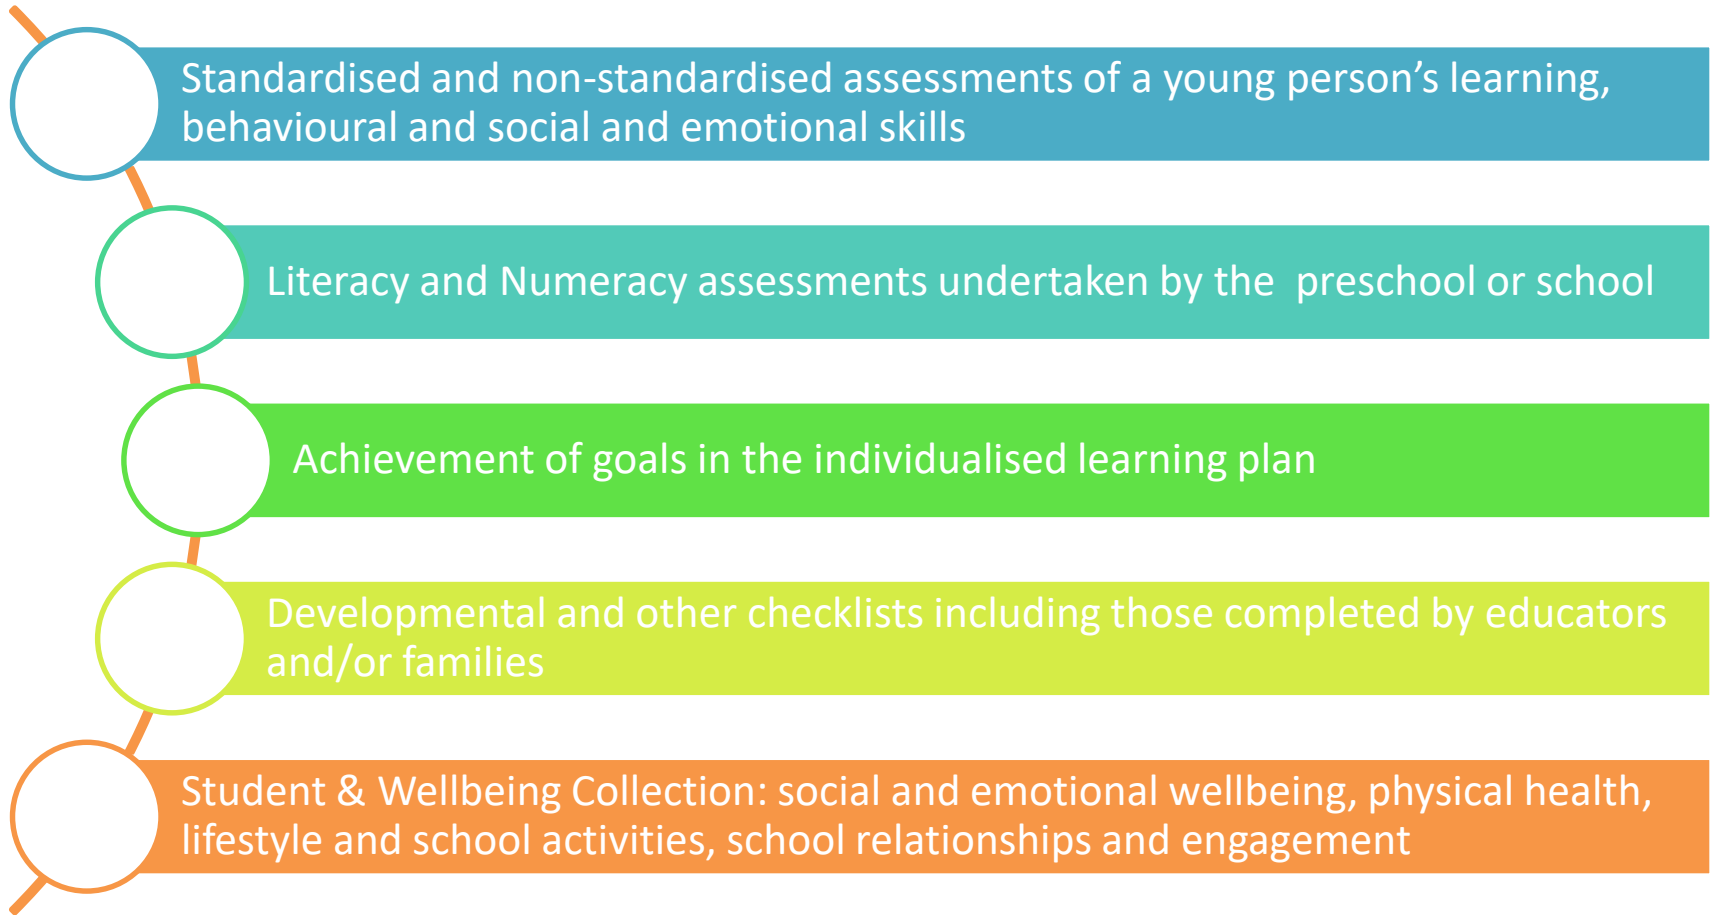 Standardised and non-standardised assessments of a young person’s learning,
behavioural and social and emotional skills
Literacy and Numeracy assessments undertaken by the  preschool or school
Achievement of goals in the individualised learning plan
Developmental and other checklists including those completed by educators
and/or families
Student & Wellbeing Collection: social and emotional wellbeing, physical health,
lifestyle and school activities, school relationships and engagement